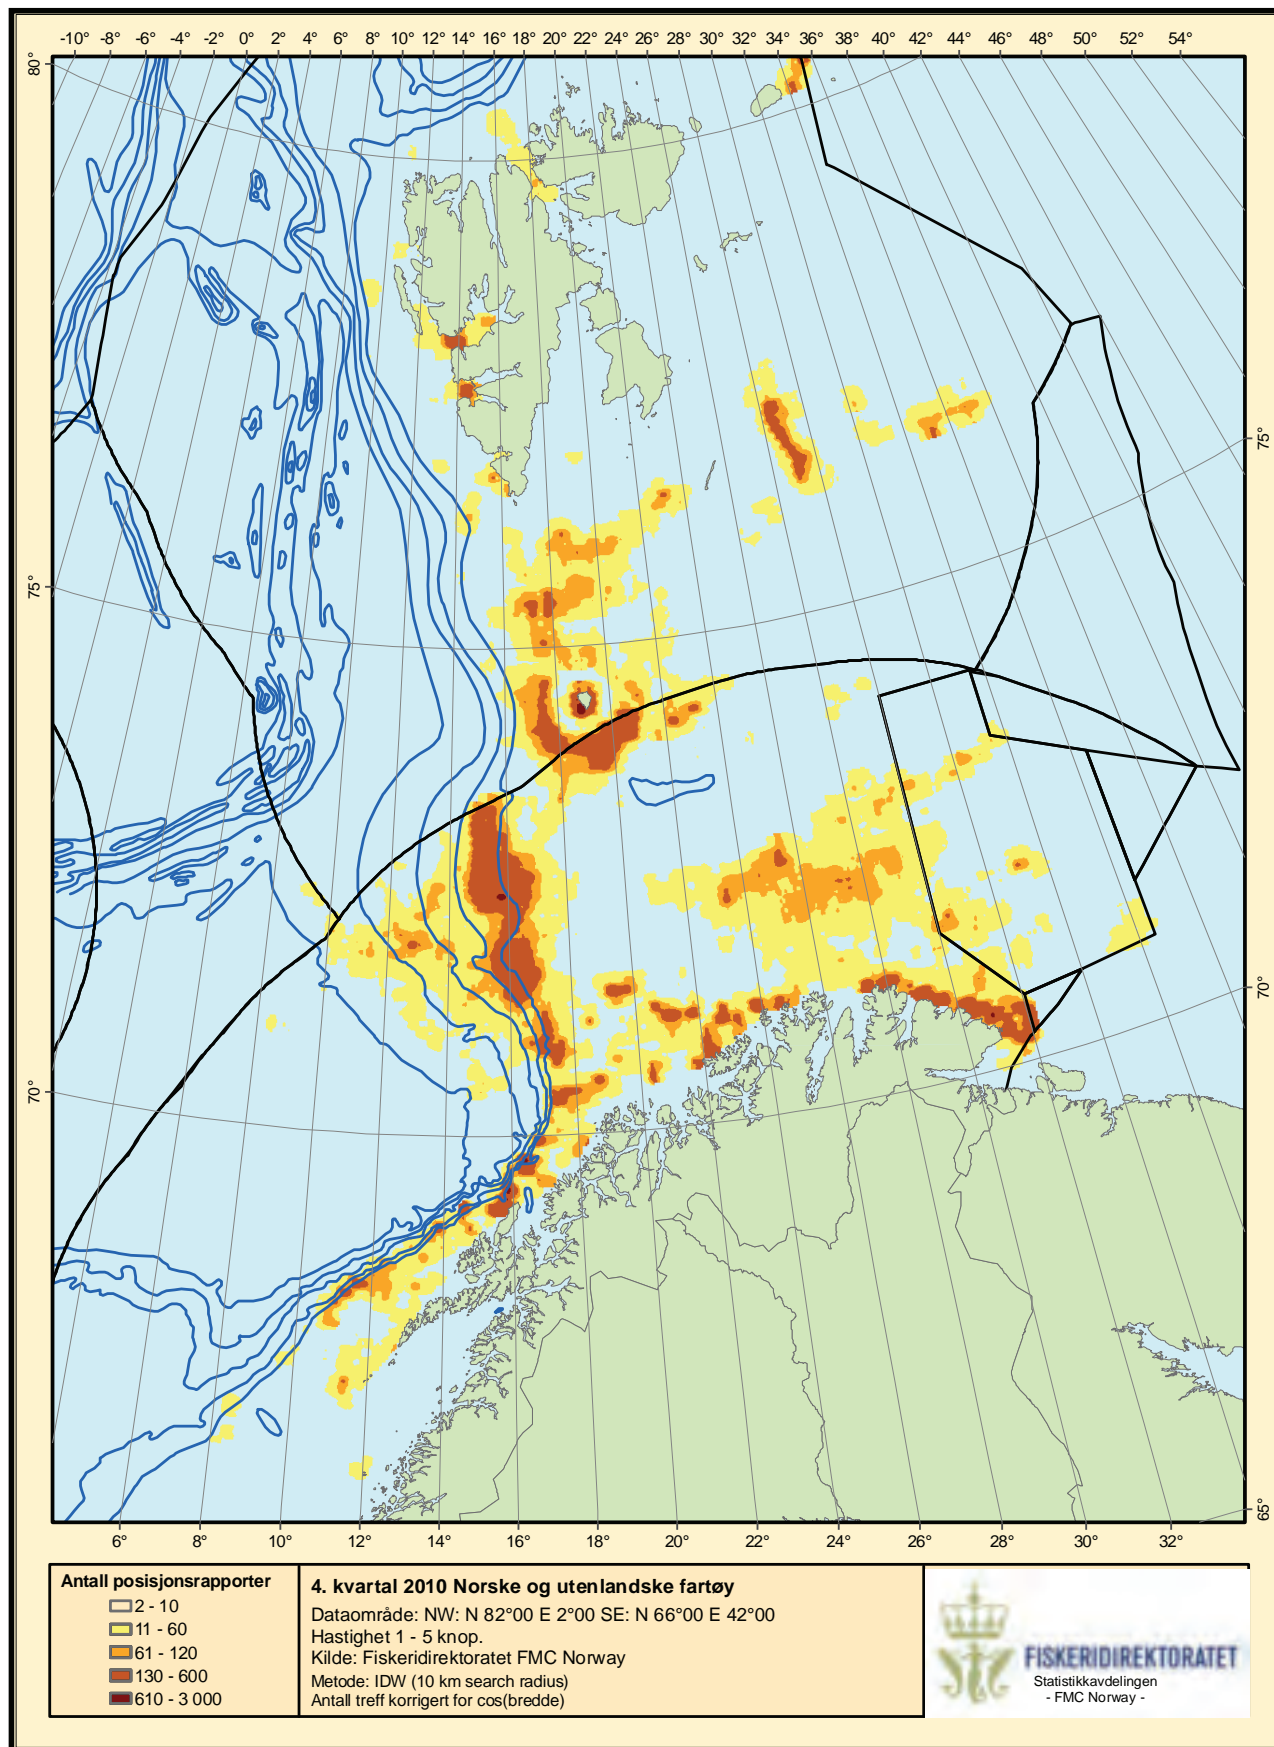 -10° -8° -6° -4° -2° 0° 2° 4° 6° 8° 10° 12° 14° 16° 18° 20° 22° 24° 26° 28° 30° 32° 34° 36° 38° 40° 42° 44° 46° 48° 50° 52° 54°
80°
75°
75°
70°
70°
65°
6° 8° 10° 12° 14° 16° 18° 20° 22° 24° 26° 28° 30° 32°
Antall posisjonsrapporter
2 - 10
11 - 60
61 - 120
130 - 600
610 - 3 000
4. kvartal 2010 Norske og utenlandske fartøy
Dataområde: NW: N 82°00 E 2°00 SE: N 66°00 E 42°00
Hastighet 1 - 5 knop.
Kilde: Fiskeridirektoratet FMC Norway
Metode: IDW (10 km search radius)
Antall treff korrigert for cos(bredde)
FISKERIDIREKTORATET
Statistikkavdelingen
- FMC Norway -